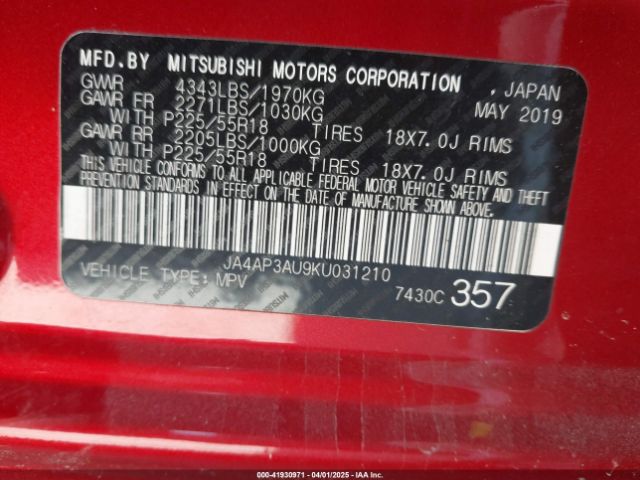 MFD.BY MITSUBISHI MOTORS CORPORATION , JAPAN
GVWR 4343LBS/1970KG MAY 2019
GAWR FR 2271LBS/1030KG
WITH P225/55R18 TIRES 18X7.0J RIMS
GAWR RR 2205LBS/1000KG
WITH P225/55R18 TIRES 18X7.0J RIMS
THIS VEHICLE CONFORMS TO ALL APPLICABLE FEDERAL MOTOR VEHICLE SAFETY AND THEFT
PREVENTION STANDARDS IN EFFECT ON THE DATE OF MANUFACTURE SHOWN ABOVE.
JA4AP3AU9KU031210
VEHICLE TYPE: MPV 7430C 357
000-41930971 - 04/01/2025 - IAAI.com